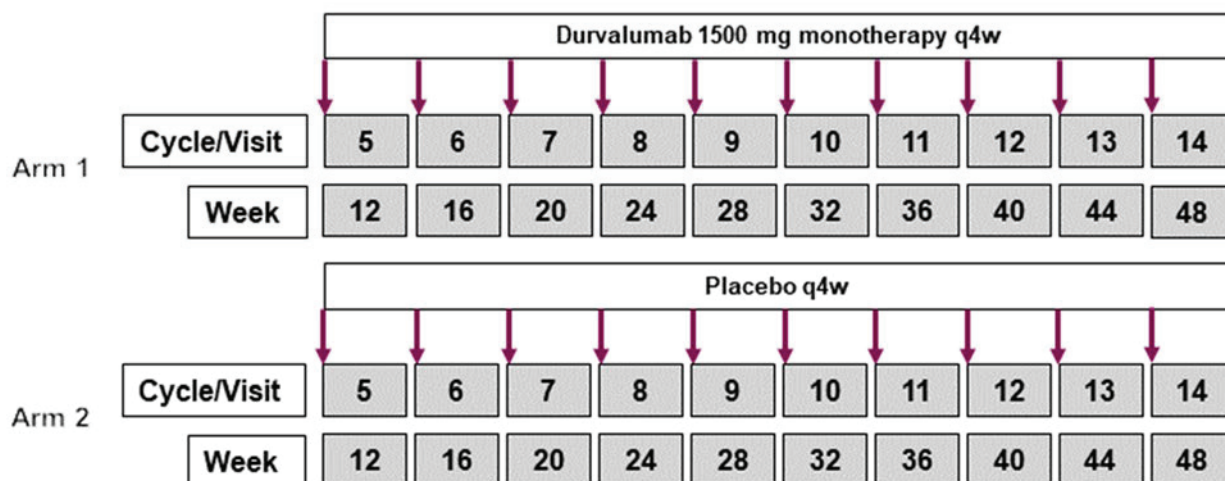 Durvalumab 1500 mg monotherapy q4w
Arm 1
Cycle/Visit 5 6 7 8 9 10 11 12 13 14
Week 12 16 20 24 28 32 36 40 44 48
Placebo q4w
Arm 2
Cycle/Visit 5 6 7 8 9 10 11 12 13 14
Week 12 16 20 24 28 32 36 40 44 48